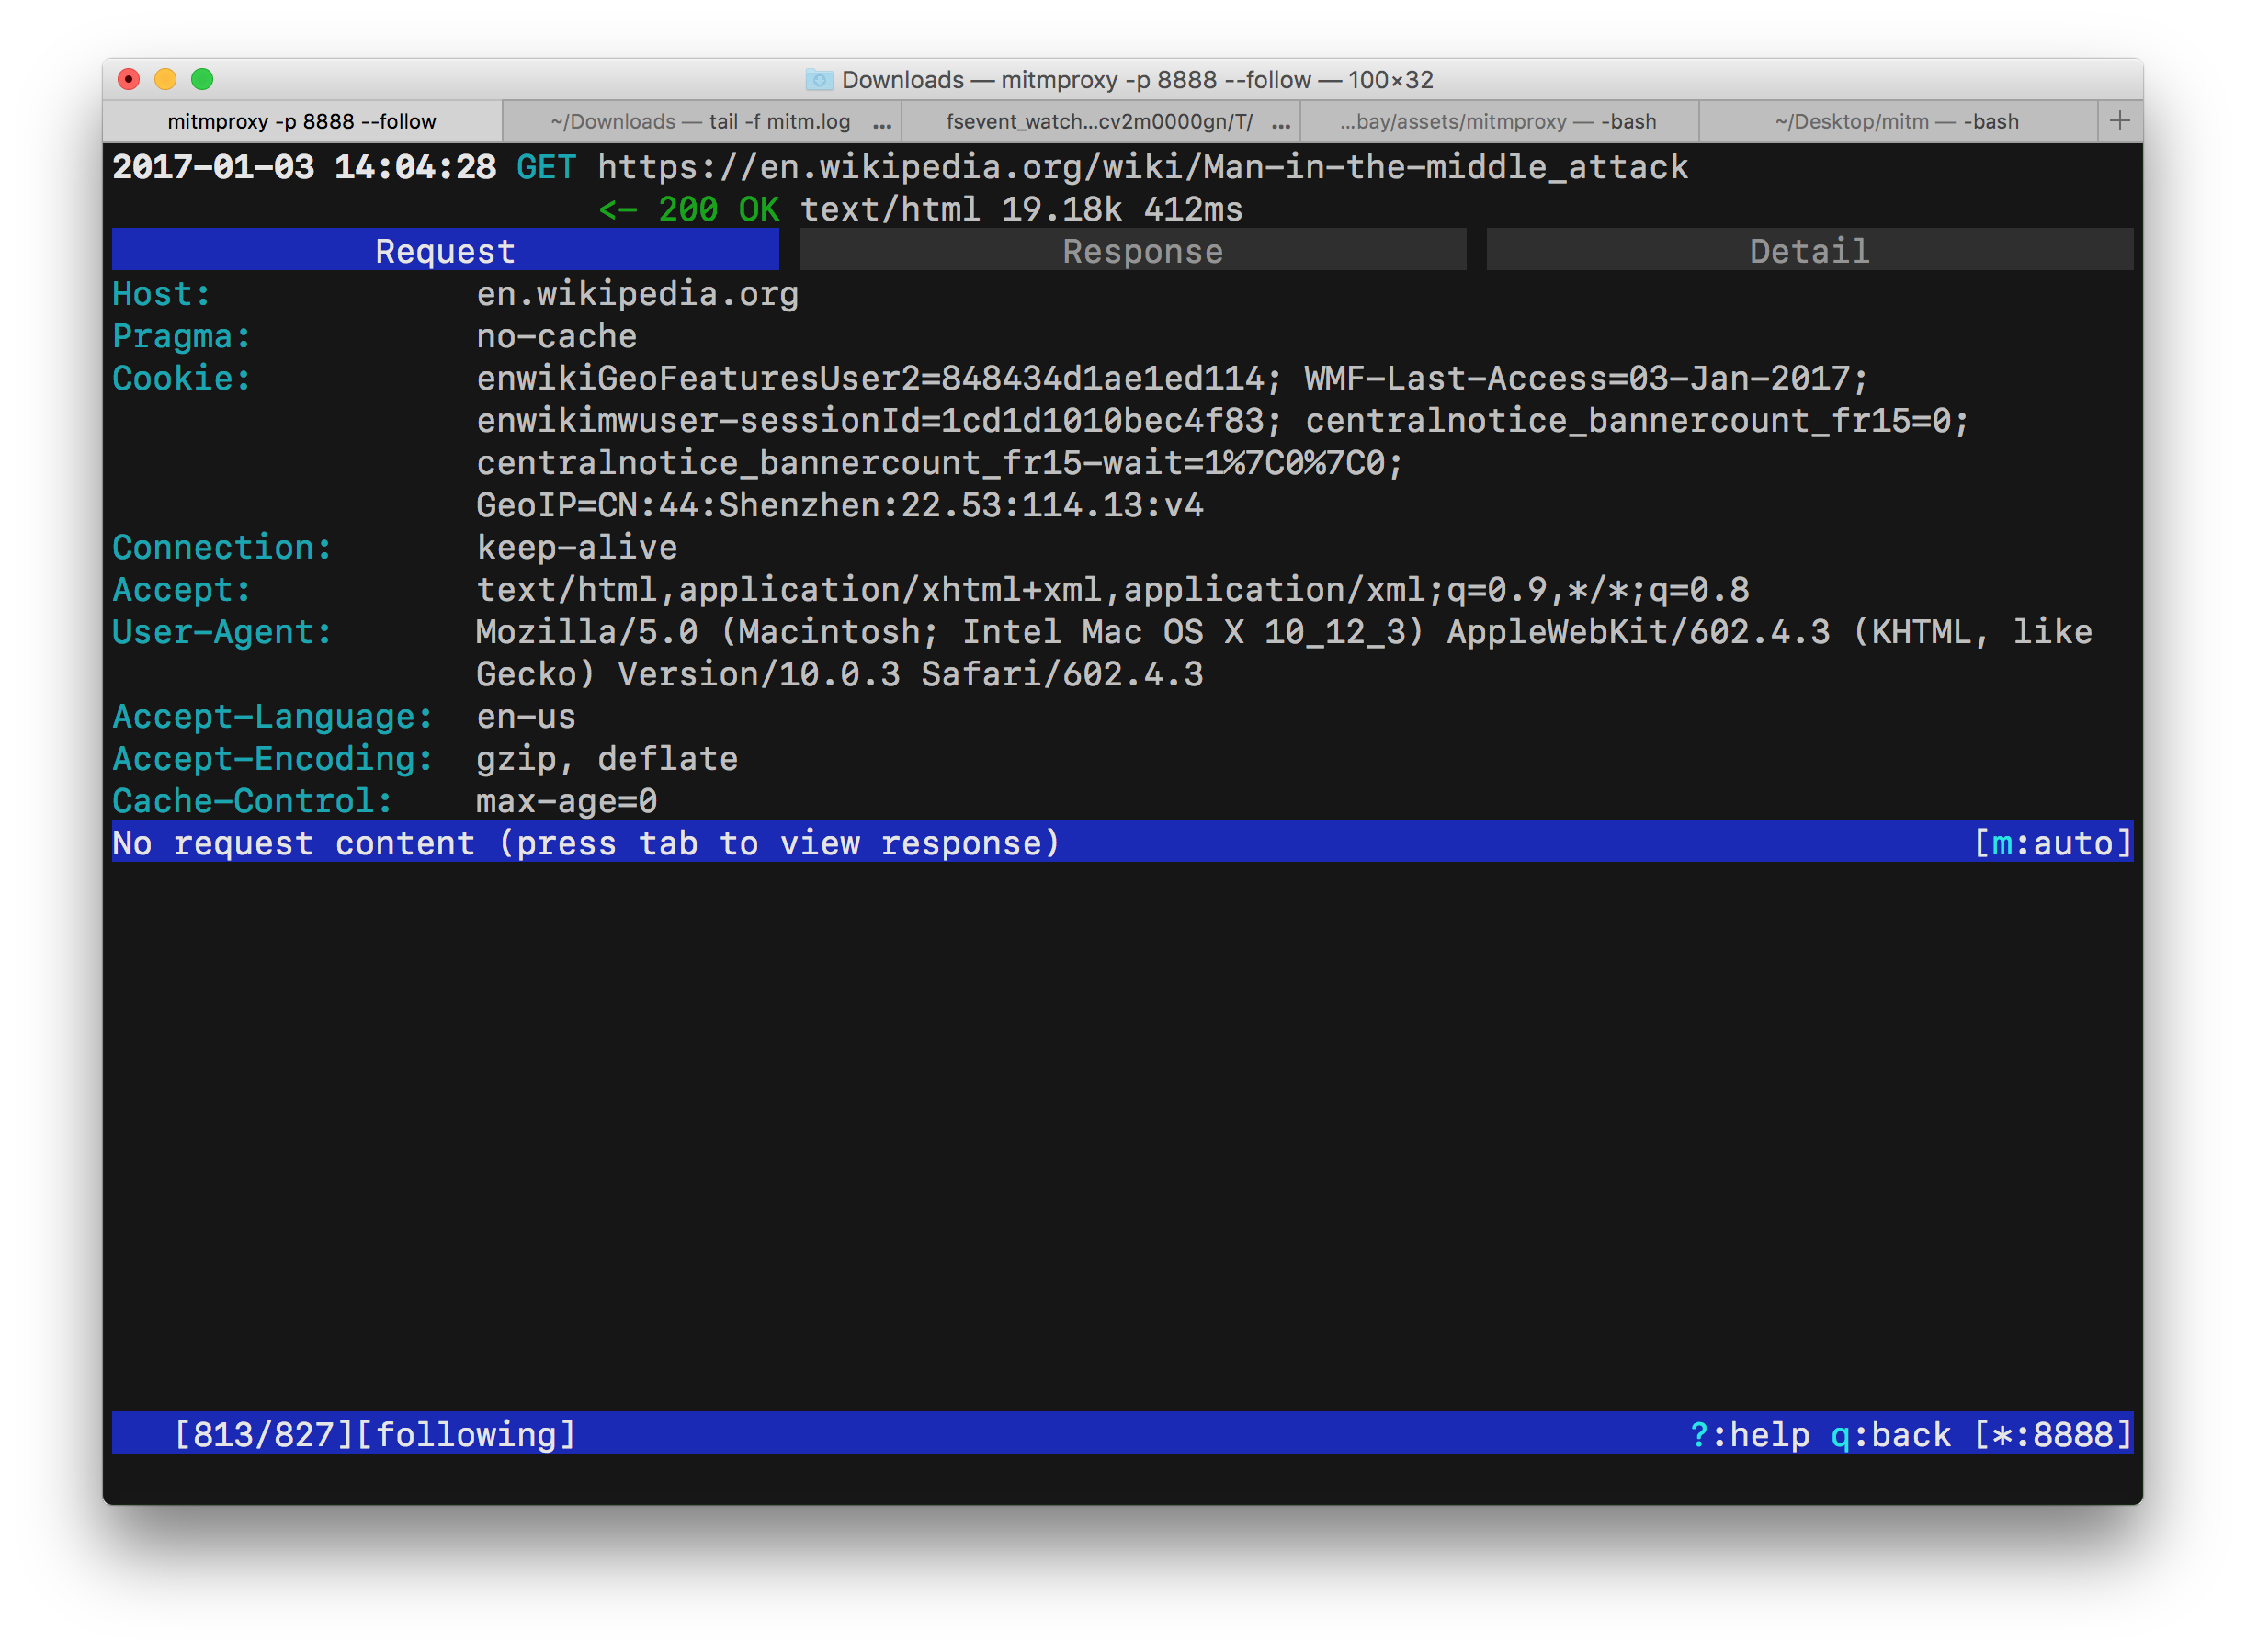 Downloads — mitmproxy -p 8888 --follow — 100×32
mitmproxy -p 8888 --follow ~/Downloads — tail -f mitm.log ... fsevent_watch...cv2m0000gn/T/ ... ...bay/assets/mitmproxy — -bash ~/Desktop/mitm — -bash +
2017-01-03 14:04:28 GET https://en.wikipedia.org/wiki/Man-in-the-middle_attack
<- 200 OK text/html 19.18k 412ms
Request Response Detail
Host: en.wikipedia.org
Pragma: no-cache
Cookie: enwikiGeoFeaturesUser2=848434d1ae1ed114; WMF-Last-Access=03-Jan-2017;
enwikimwuser-sessionId=1cd1d1010bec4f83; centralnotice_bannercount_fr15=0;
centralnotice_bannercount_fr15-wait=1%7C0%7C0;
GeoIP=CN:44:Shenzhen:22.53:114.13:v4
Connection: keep-alive
Accept: text/html,application/xhtml+xml,application/xml;q=0.9,*/*;q=0.8
User-Agent: Mozilla/5.0 (Macintosh; Intel Mac OS X 10_12_3) AppleWebKit/602.4.3 (KHTML, like
Gecko) Version/10.0.3 Safari/602.4.3
Accept-Language: en-us
Accept-Encoding: gzip, deflate
Cache-Control: max-age=0
No request content (press tab to view response) [m:auto]
[813/827][following] ?:help q:back [*:8888]